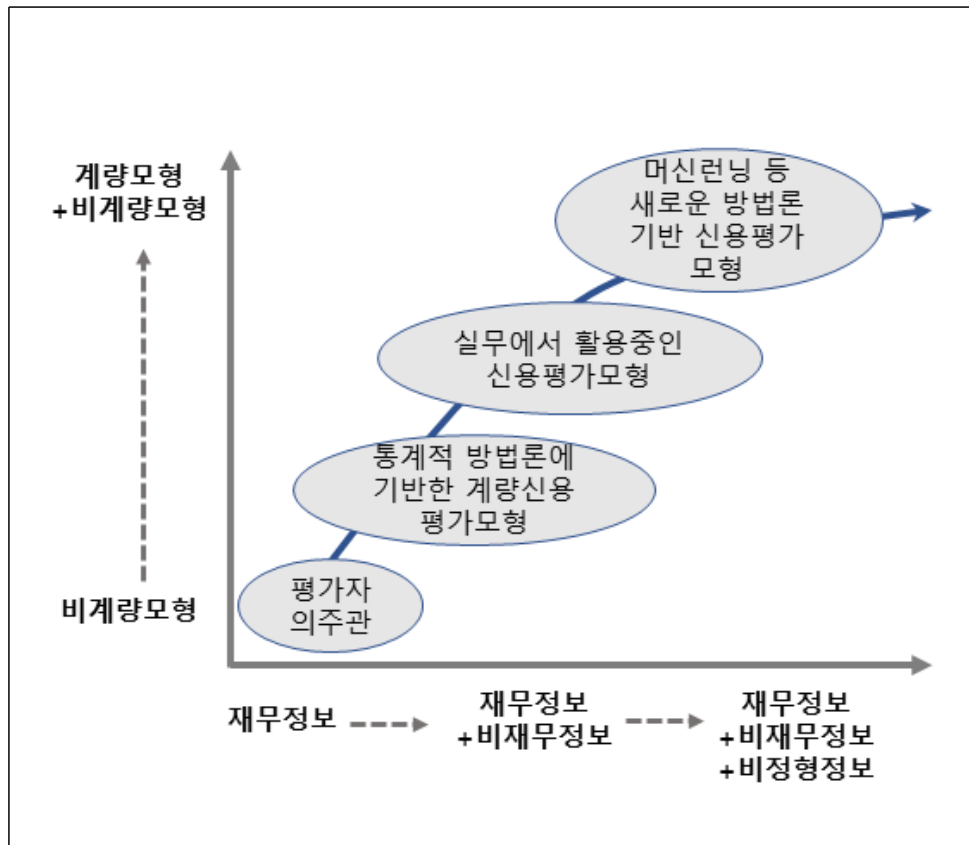 계량모형
+비계량모형
머신런닝 등
새로운 방법론
기반 신용평가
모형
실무에서 활용중인
신용평가모형
통계적 방법론에
기반한 계량신용
평가모형
비계량모형
평가자
의주관
재무정보
재무정보
+비재무정보
재무정보
+비재무정보
+비정형정보